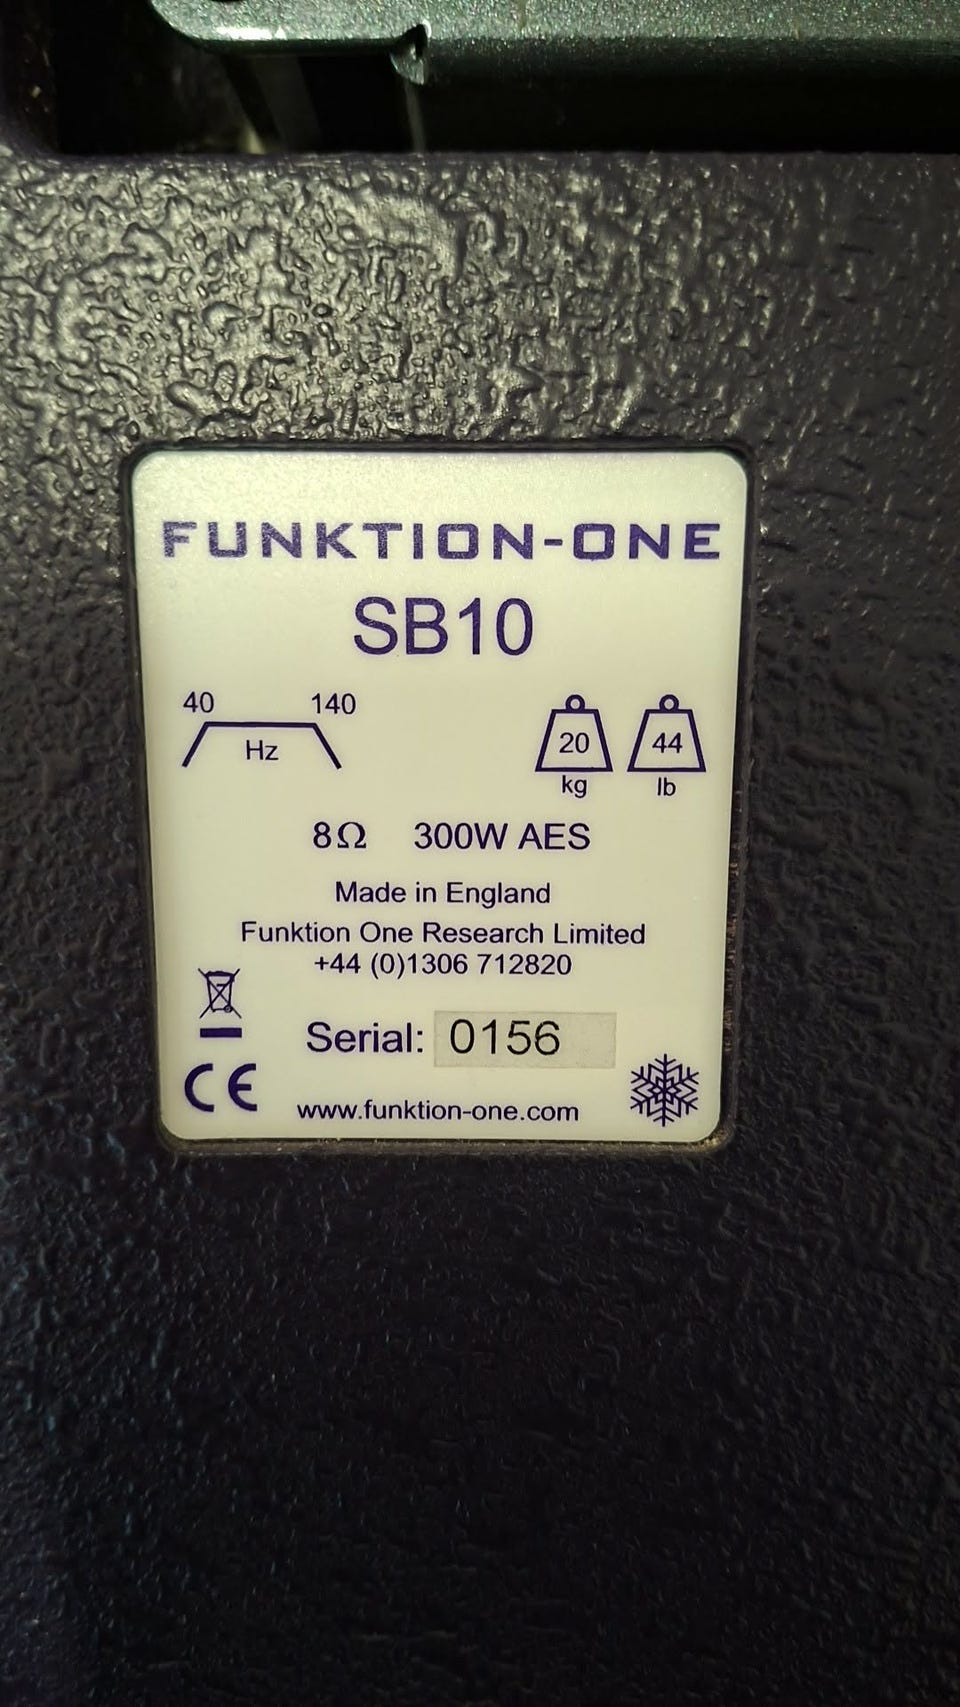 FUNKTION-ONE
SB10
40 140
Hz
20 44
kg lb
8Ω 300W AES
Made in England
Funktion One Research Limited
+44 (0)1306 712820
Serial: 0156
CE
www.funktion-one.com